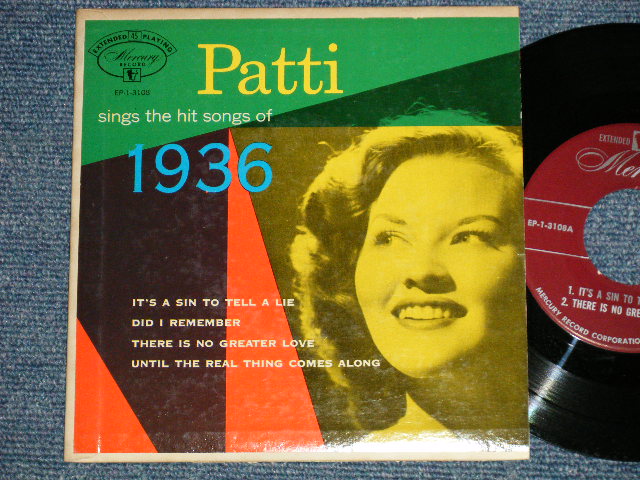 EXTENDED 45 PLAYING
Mercury
RECORD
EP-1-3108
Patti
sings the hit songs of
1936
IT'S A SIN TO TELL A LIE
DID I REMEMBER
THERE IS NO GREATER LOVE
UNTIL THE REAL THING COMES ALONG
EXTENDED
EP-1-3108A
1. IT'S A SIN TO
2. THERE IS NO
MERCURY RECORD CORPORATION